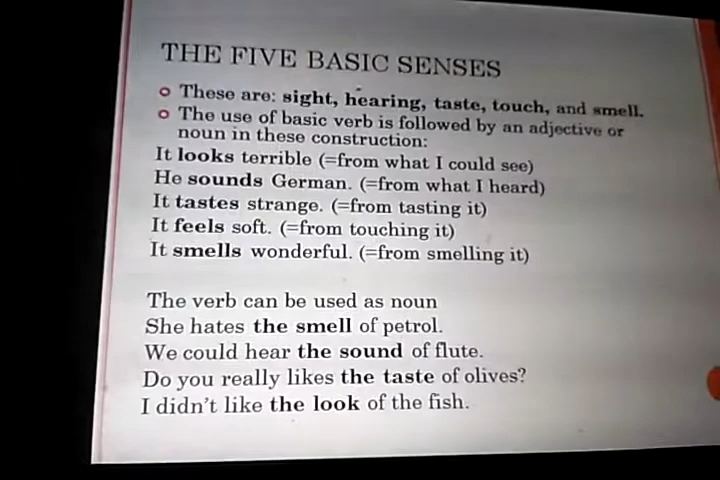 THE FIVE BASIC SENSES
These are: sight, hearing, taste, touch, and smell.
The use of basic verb is followed by an adjective or
noun in these construction:
It looks terrible (=from what I could see)
He sounds German. (=from what I heard)
It tastes strange. (=from tasting it)
It feels soft. (=from touching it)
It smells wonderful. (=from smelling it)
The verb can be used as noun
She hates the smell of petrol.
We could hear the sound of flute.
Do you really likes the taste of olives?
I didn't like the look of the fish.